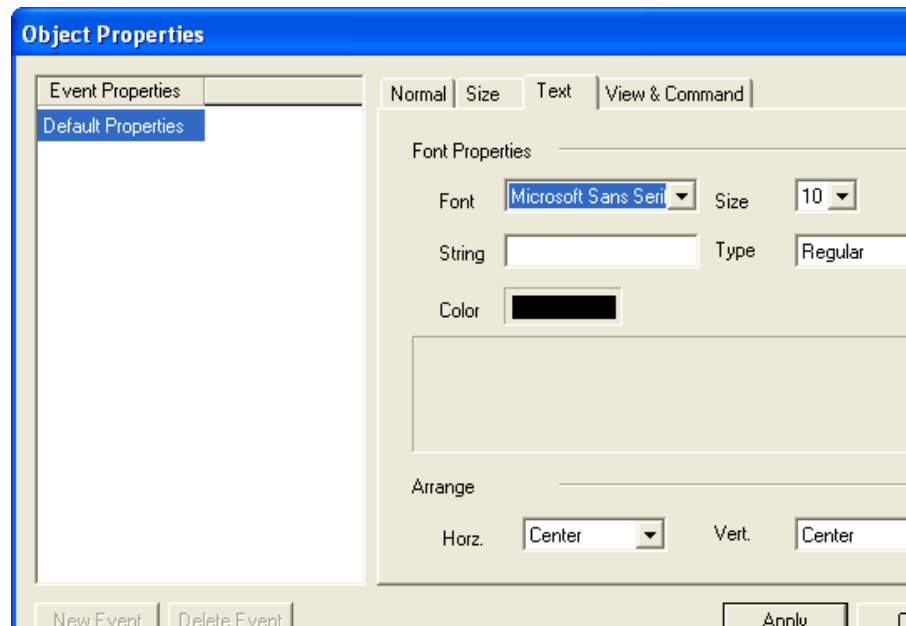 Object Properties
Event Properties
Default Properties
Normal Size Text View & Command
Font Properties
Font Microsoft Sans Seri Size 10
String Type Regular
Color
Arrange
Horz. Center Vert. Center
New Event Delete Event Apply